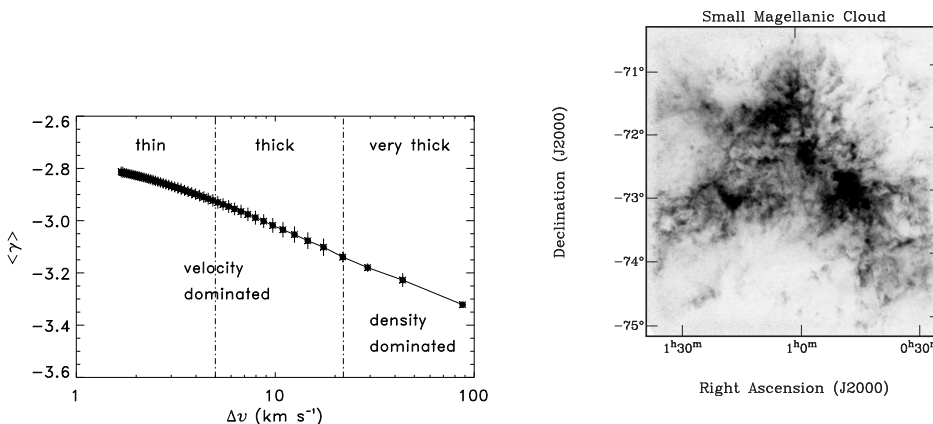 −2.6
thin
thick
very thick
−2.8
−3.0
<γ>
−3.2
velocity
dominated
−3.4
density
dominated
−3.6
1
10
100
Δv (km s⁻¹)
Small Magellanic Cloud
−71°
−72°
Declination (J2000)
−73°
−74°
−75°
1ʰ30ᵐ
1ʰ0ᵐ
0ʰ30ᵐ
Right Ascension (J2000)